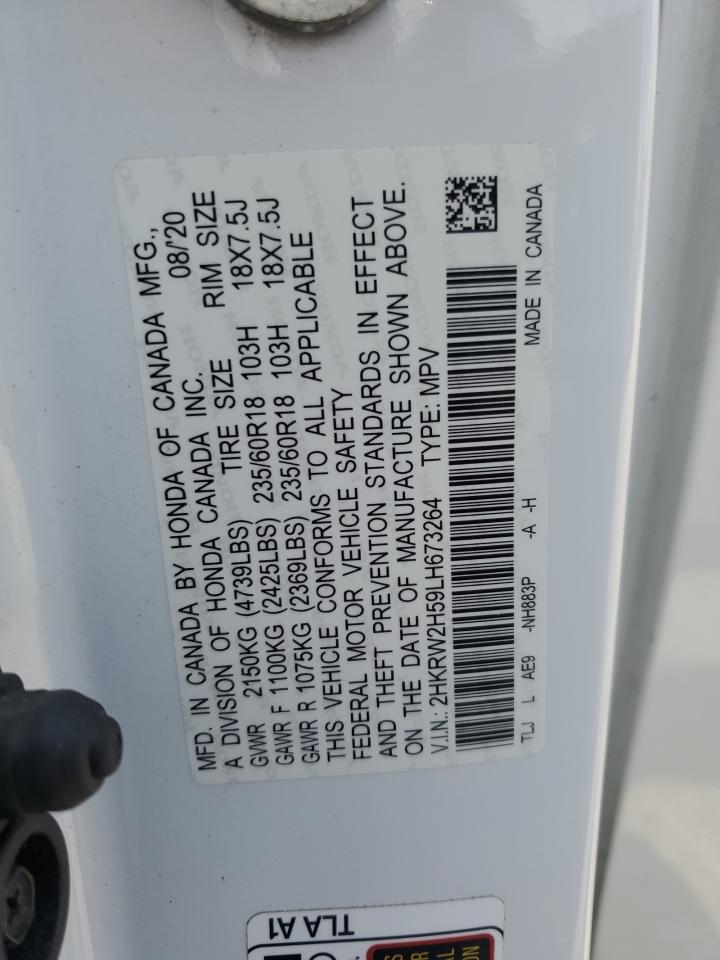 MFD. IN CANADA BY HONDA OF CANADA MFG.,
A DIVISION OF HONDA CANADA INC. 08/'20
GVWR 2150KG (4739LBS) TIRE SIZE RIM SIZE
GAWR F 1100KG (2425LBS) 235/60R18 103H 18X7.5J
GAWR R 1075KG (2369LBS) 235/60R18 103H 18X7.5J
THIS VEHICLE CONFORMS TO ALL APPLICABLE
FEDERAL MOTOR VEHICLE SAFETY
AND THEFT PREVENTION STANDARDS IN EFFECT
ON THE DATE OF MANUFACTURE SHOWN ABOVE.
V.I.N.: 2HKRW2H59LH673264 TYPE: MPV
TLJ L AE9 -NH883P -A -H MADE IN CANADA
TLA A1